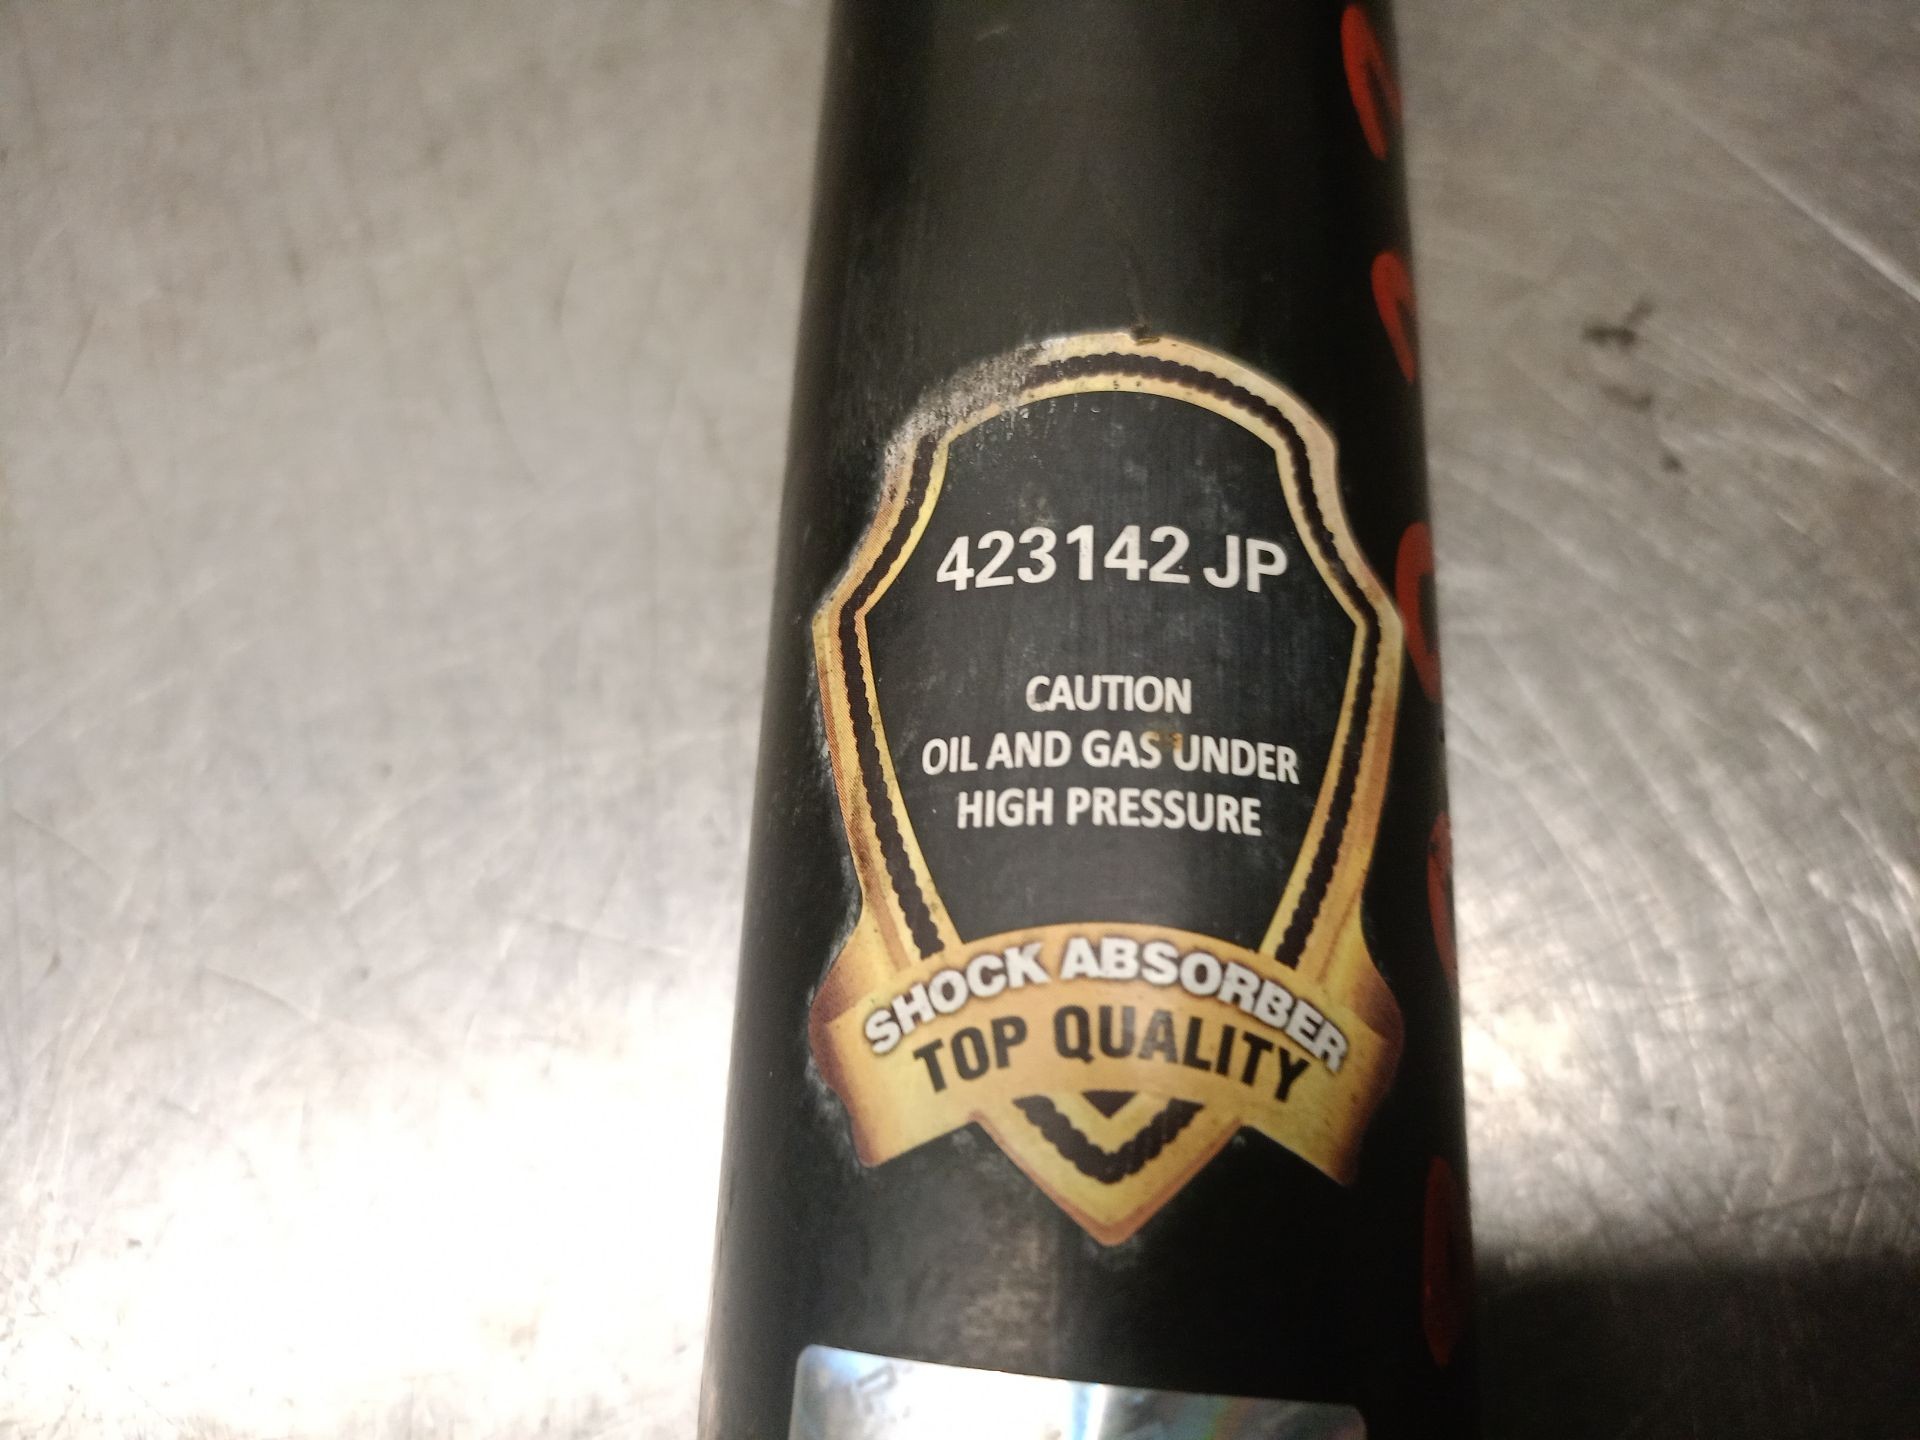 423142 JP
CAUTION
OIL AND GAS UNDER
HIGH PRESSURE
SHOCK ABSORBER
TOP QUALITY